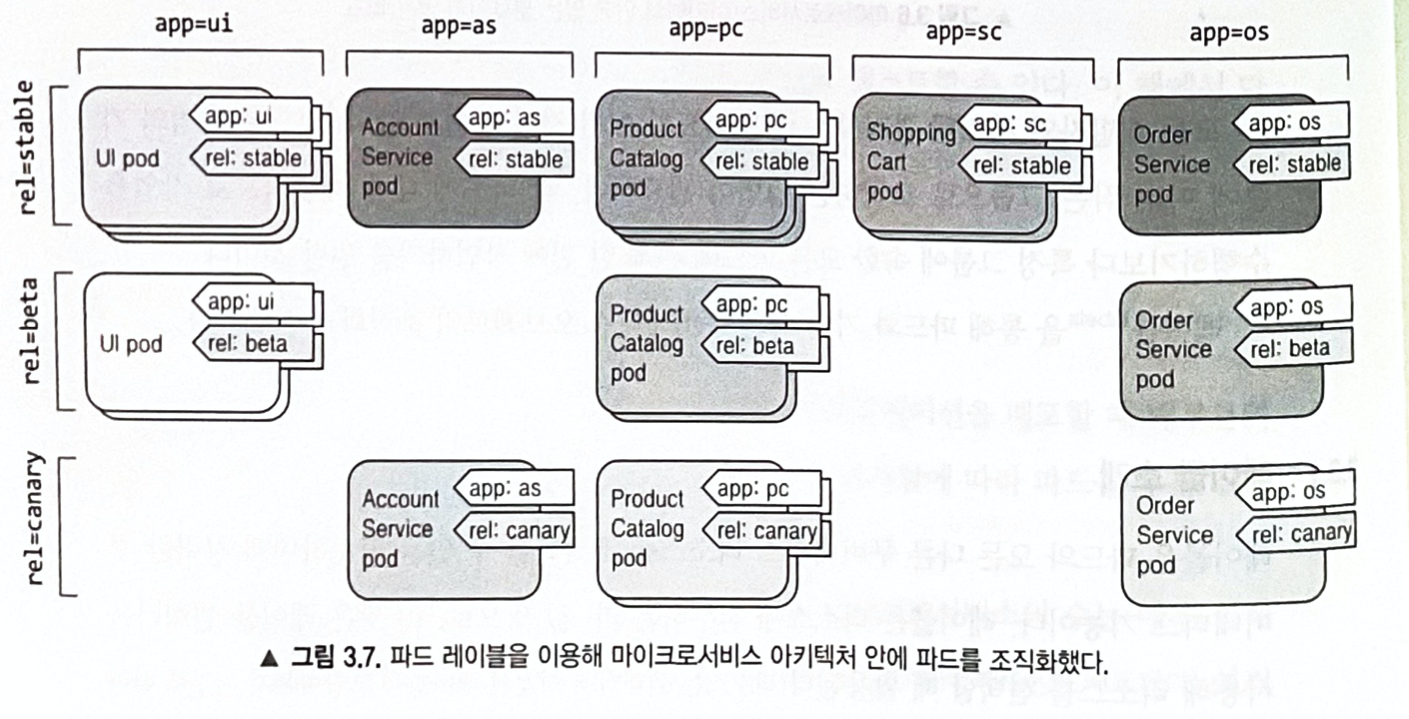 app=ui
app=as
app=pc
app=sc
app=os
rel=stable
UI pod
app: ui
rel: stable
Account
Service
pod
app: as
rel: stable
Product
Catalog
pod
app: pc
rel: stable
Shopping
Cart
pod
app: sc
rel: stable
Order
Service
pod
app: os
rel: stable
rel=beta
UI pod
app: ui
rel: beta
Product
Catalog
pod
app: pc
rel: beta
Order
Service
pod
app: os
rel: beta
rel=canary
Account
Service
pod
app: as
rel: canary
Product
Catalog
pod
app: pc
rel: canary
Order
Service
pod
app: os
rel: canary
▲ 그림 3.7. 파드 레이블을 이용해 마이크로서비스 아키텍처 안에 파드를 조직화했다.